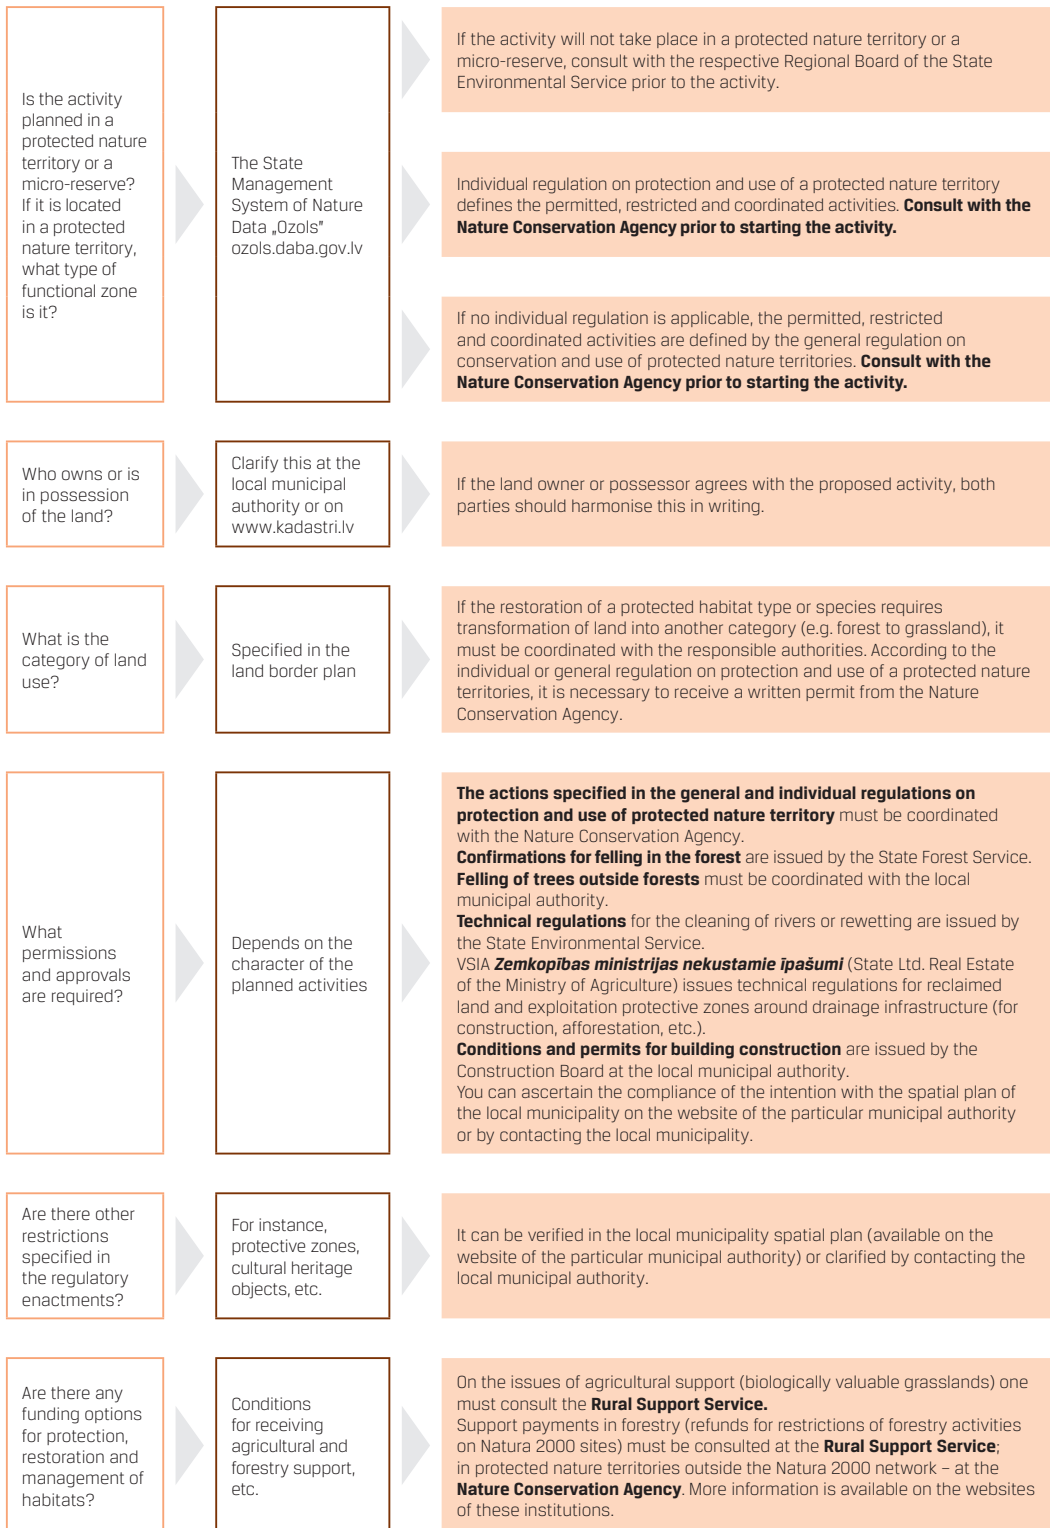 Is the activity
planned in a
protected nature
territory or a
micro-reserve?
If it is located
in a protected
nature territory,
what type of
functional zone
is it?
The State
Management
System of Nature
Data „Ozols”
ozols.daba.gov.lv
If the activity will not take place in a protected nature territory or a
micro-reserve, consult with the respective Regional Board of the State
Environmental Service prior to the activity.
Individual regulation on protection and use of a protected nature territory
defines the permitted, restricted and coordinated activities. Consult with the
Nature Conservation Agency prior to starting the activity.
If no individual regulation is applicable, the permitted, restricted
and coordinated activities are defined by the general regulation on
conservation and use of protected nature territories. Consult with the
Nature Conservation Agency prior to starting the activity.
Who owns or is
in possession
of the land?
Clarify this at the
local municipal
authority or on
www.kadastri.lv
If the land owner or possessor agrees with the proposed activity, both
parties should harmonise this in writing.
What is the
category of land
use?
Specified in the
land border plan
If the restoration of a protected habitat type or species requires
transformation of land into another category (e.g. forest to grassland), it
must be coordinated with the responsible authorities. According to the
individual or general regulation on protection and use of a protected nature
territories, it is necessary to receive a written permit from the Nature
Conservation Agency.
What
permissions
and approvals
are required?
Depends on the
character of the
planned activities
The actions specified in the general and individual regulations on
protection and use of protected nature territory must be coordinated
with the Nature Conservation Agency.
Confirmations for felling in the forest are issued by the State Forest Service.
Felling of trees outside forests must be coordinated with the local
municipal authority.
Technical regulations for the cleaning of rivers or rewetting are issued by
the State Environmental Service.
VSIA Zemkopības ministrijas nekustamie īpašumi (State Ltd. Real Estate
of the Ministry of Agriculture) issues technical regulations for reclaimed
land and exploitation protective zones around drainage infrastructure (for
construction, afforestation, etc.).
Conditions and permits for building construction are issued by the
Construction Board at the local municipal authority.
You can ascertain the compliance of the intention with the spatial plan of
the local municipality on the website of the particular municipal authority
or by contacting the local municipality.
Are there other
restrictions
specified in
the regulatory
enactments?
For instance,
protective zones,
cultural heritage
objects, etc.
It can be verified in the local municipality spatial plan (available on the
website of the particular municipal authority) or clarified by contacting the
local municipal authority.
Are there any
funding options
for protection,
restoration and
management of
habitats?
Conditions
for receiving
agricultural and
forestry support,
etc.
On the issues of agricultural support (biologically valuable grasslands) one
must consult the Rural Support Service.
Support payments in forestry (refunds for restrictions of forestry activities
on Natura 2000 sites) must be consulted at the Rural Support Service;
in protected nature territories outside the Natura 2000 network – at the
Nature Conservation Agency. More information is available on the websites
of these institutions.